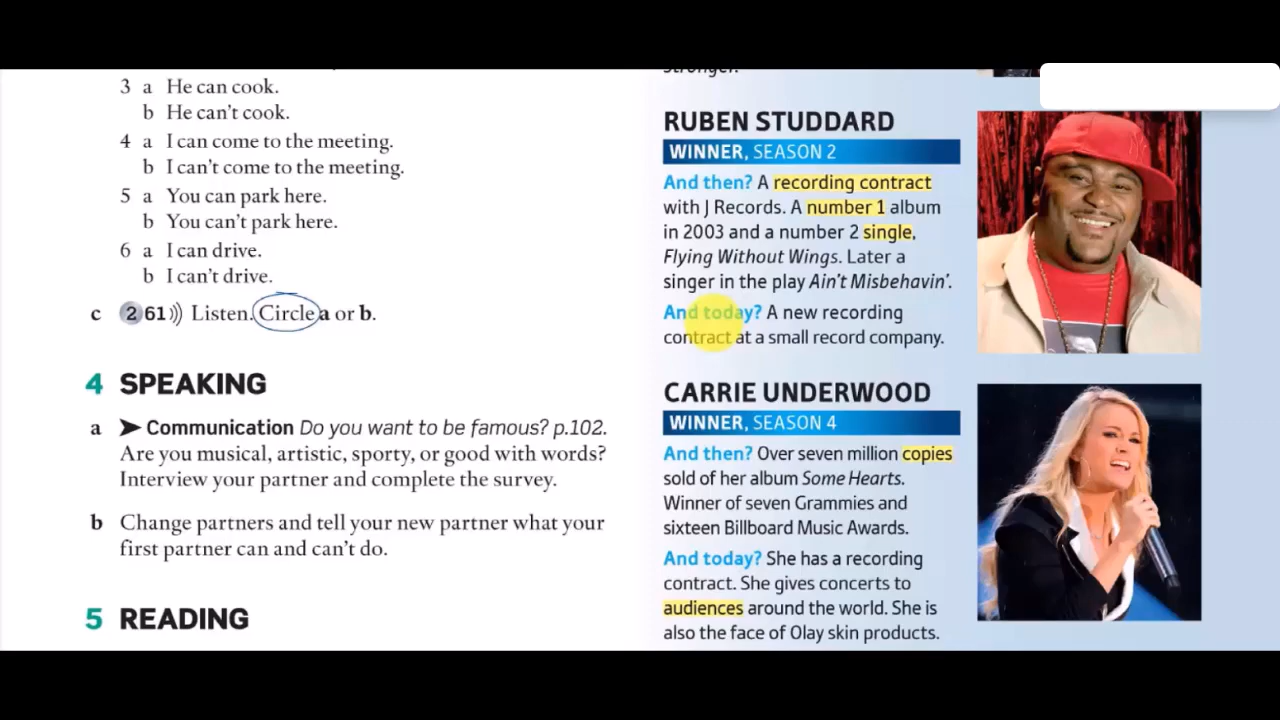 3 a He can cook.
b He can't cook.
4 a I can come to the meeting.
b I can't come to the meeting.
5 a You can park here.
b You can't park here.
6 a I can drive.
b I can't drive.
c 2 61))) Listen. Circle a or b.
4 SPEAKING
a ➤ Communication Do you want to be famous? p.102.
Are you musical, artistic, sporty, or good with words?
Interview your partner and complete the survey.
b Change partners and tell your new partner what your
first partner can and can't do.
5 READING
Stronger.
RUBEN STUDDARD
WINNER, SEASON 2
And then? A recording contract
with J Records. A number 1 album
in 2003 and a number 2 single,
Flying Without Wings. Later a
singer in the play Ain't Misbehavin'.
And today? A new recording
contract at a small record company.
CARRIE UNDERWOOD
WINNER, SEASON 4
And then? Over seven million copies
sold of her album Some Hearts.
Winner of seven Grammies and
sixteen Billboard Music Awards.
And today? She has a recording
contract. She gives concerts to
audiences around the world. She is
also the face of Olay skin products.